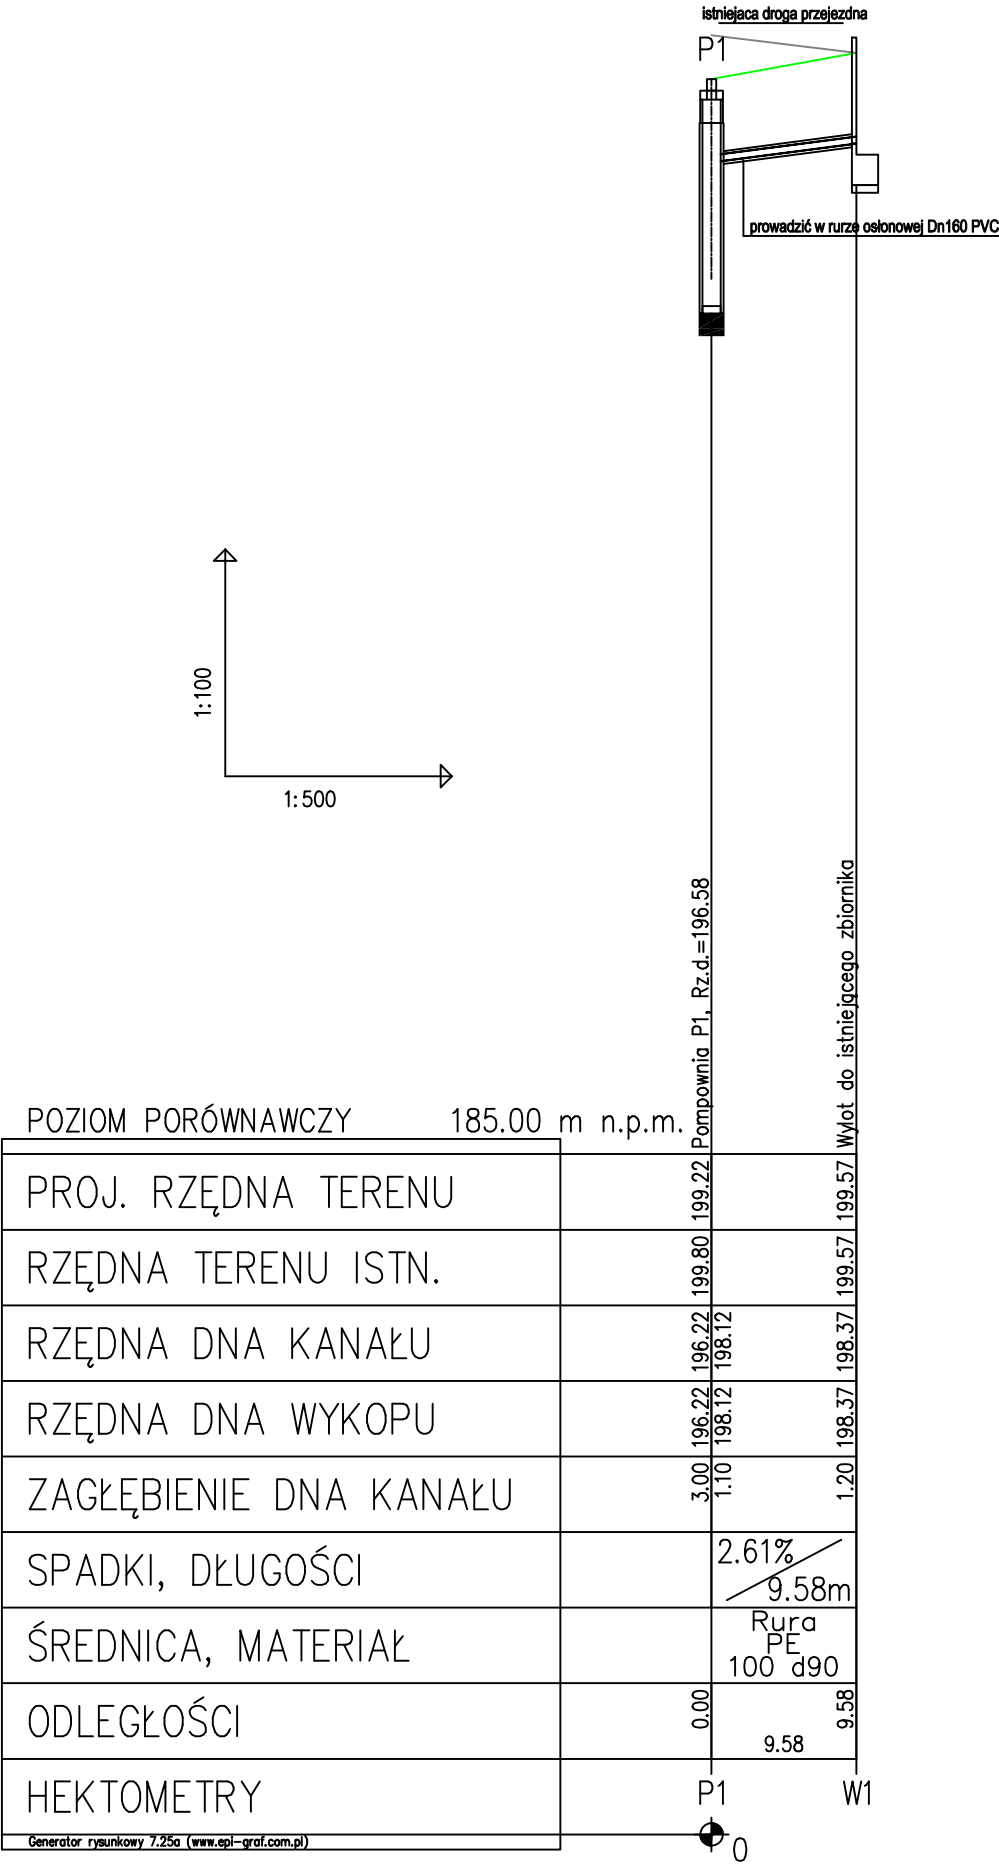 istniejaca droga przejezdna
P1
prowadzić w rurze osłonowej Dn160 PVC
1:100
1:500
Pompownia P1, Rz.d.=196.58
Wylot do istniejącego zbiornika
POZIOM PORÓWNAWCZY 185.00 m n.p.m.
PROJ. RZĘDNA TERENU 199.22 199.57
RZĘDNA TERENU ISTN. 199.80 199.57
RZĘDNA DNA KANAŁU 196.22 198.12 198.37
RZĘDNA DNA WYKOPU 196.22 198.12 198.37
ZAGŁĘBIENIE DNA KANAŁU 3.00 1.10 1.20
SPADKI, DŁUGOŚCI 2.61% 9.58m
ŚREDNICA, MATERIAŁ Rura
PE
100 d90
ODLEGŁOŚCI 0.00 9.58 9.58
HEKTOMETRY P1 W1
Generator rysunkowy 7.25a (www.epi-graf.com.pl)
0